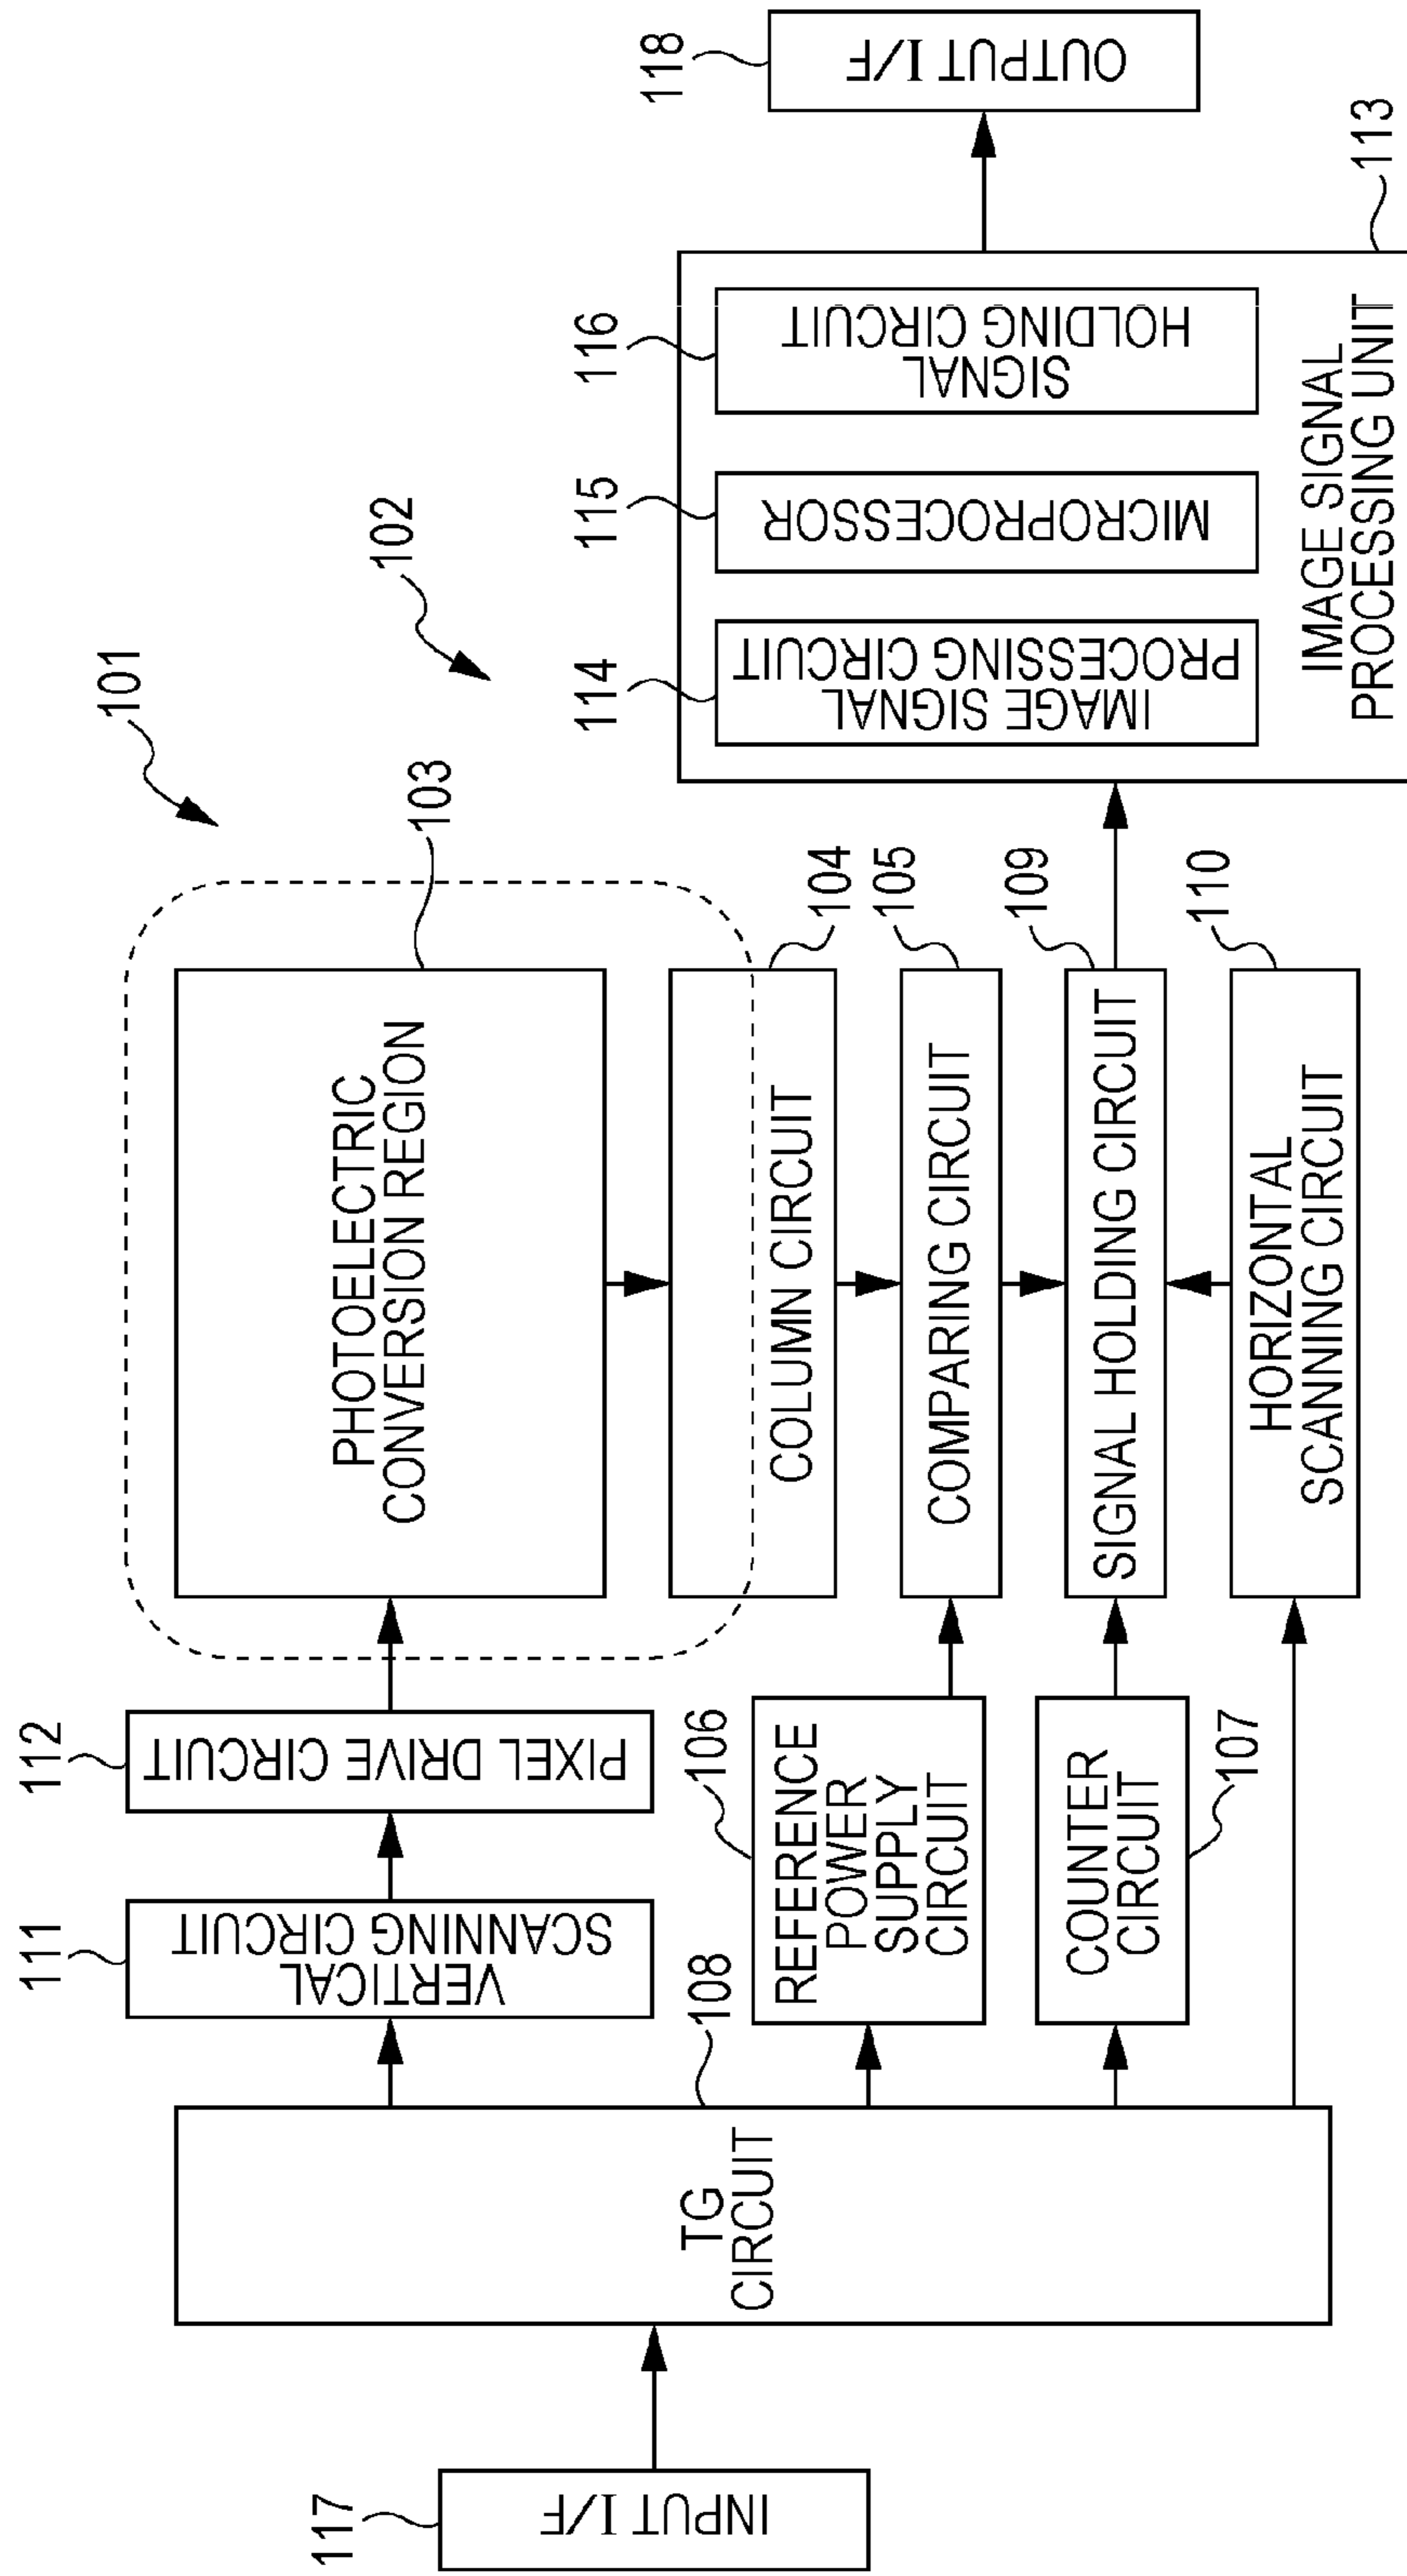 101
102
103
112
111
PIXEL DRIVE CIRCUIT
VERTICAL
SCANNING CIRCUIT
PHOTOELECTRIC
CONVERSION REGION
117
INPUT I/F
108
TG
CIRCUIT
106
REFERENCE
POWER
SUPPLY
CIRCUIT
COUNTER
CIRCUIT
107
COLUMN CIRCUIT
104
COMPARING CIRCUIT
105
SIGNAL HOLDING CIRCUIT
109
HORIZONTAL
SCANNING CIRCUIT
110
114
IMAGE SIGNAL
PROCESSING CIRCUIT
115
MICROPROCESSOR
116
SIGNAL
HOLDING CIRCUIT
IMAGE SIGNAL
PROCESSING UNIT
113
118
OUTPUT I/F